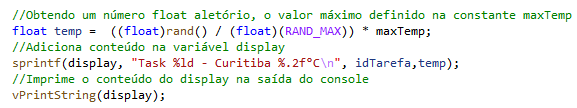 //Obtendo um número float aletório, o valor máximo definido na constante maxTemp
float temp =  ((float)rand() / (float)(RAND_MAX)) * maxTemp;
//Adiciona conteúdo na variável display
sprintf(display, "Task %ld - Curitiba %.2f°C\n", idTarefa,temp);
//Imprime o conteúdo do display na saída do console
vPrintString(display);